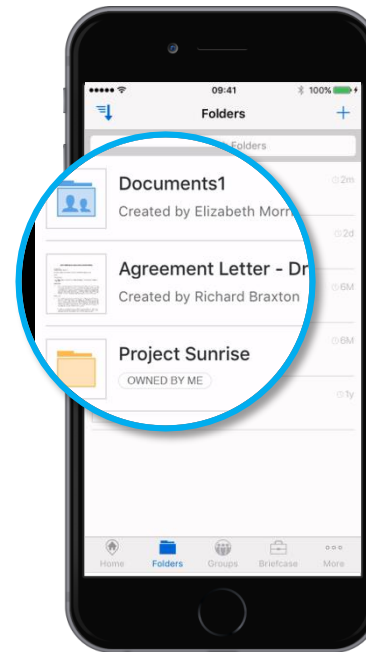 09:41
100%
Folders
Folders
Documents1
Created by Elizabeth Morr
2m
2d
Agreement Letter - Dr
Created by Richard Braxton
6M
6M
Project Sunrise
OWNED BY ME
1y
Home Folders Groups Briefcase More